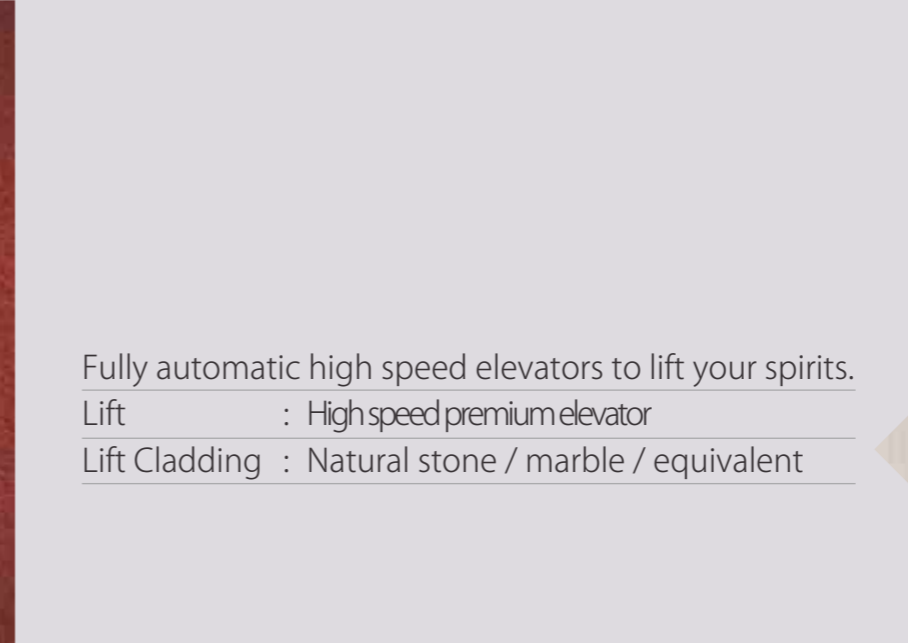 Fully automatic high speed elevators to lift your spirits.
Lift : High speed premium elevator
Lift Cladding : Natural stone / marble / equivalent